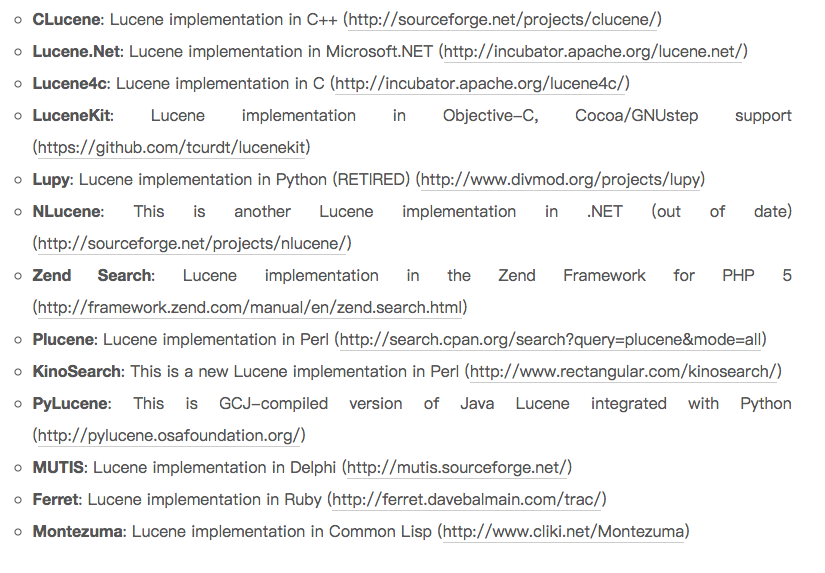 CLucene: Lucene implementation in C++ (http://sourceforge.net/projects/clucene/)
Lucene.Net: Lucene implementation in Microsoft.NET (http://incubator.apache.org/lucene.net/)
Lucene4c: Lucene implementation in C (http://incubator.apache.org/lucene4c/)
LuceneKit: Lucene implementation in Objective-C, Cocoa/GNUstep support
(https://github.com/tcurdt/lucenekit)
Lupy: Lucene implementation in Python (RETIRED) (http://www.divmod.org/projects/lupy)
NLucene: This is another Lucene implementation in .NET (out of date)
(http://sourceforge.net/projects/nlucene/)
Zend Search: Lucene implementation in the Zend Framework for PHP 5
(http://framework.zend.com/manual/en/zend.search.html)
Plucene: Lucene implementation in Perl (http://search.cpan.org/search?query=plucene&mode=all)
KinoSearch: This is a new Lucene implementation in Perl (http://www.rectangular.com/kinosearch/)
PyLucene: This is GCJ-compiled version of Java Lucene integrated with Python
(http://pylucene.osafoundation.org/)
MUTIS: Lucene implementation in Delphi (http://mutis.sourceforge.net/)
Ferret: Lucene implementation in Ruby (http://ferret.davebalmain.com/trac/)
Montezuma: Lucene implementation in Common Lisp (http://www.cliki.net/Montezuma)